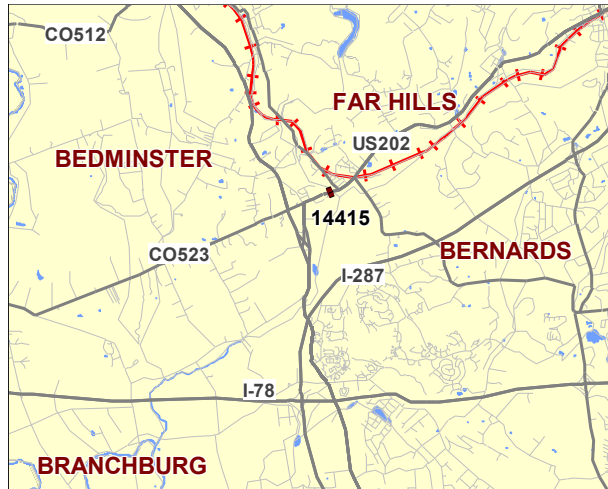 CO512
FAR HILLS
US202
BEDMINSTER
14415
CO523
BERNARDS
I-287
I-78
BRANCHBURG